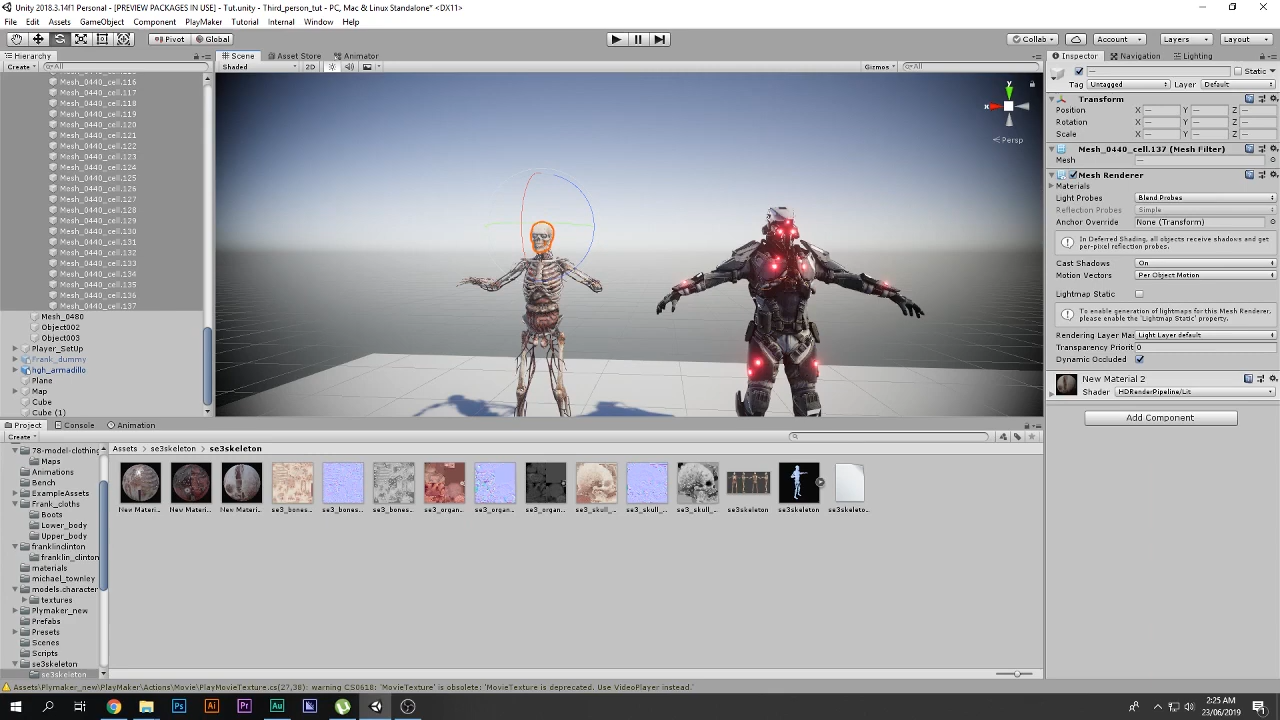 Unity 2018.3.14f1 Personal - [PREVIEW PACKAGES IN USE] - Tut.unity - Third_person_tut - PC, Mac & Linux Standalone* <DX11>
File Edit Assets GameObject Component PlayMaker Tutorial Internal Window Help
Pivot Global Collab Account Layers Layout
Hierarchy Scene Asset Store Animator Inspector Navigation Lighting
Create All Shaded 2D Gizmos All
Static
Tag Untagged Layer Default
Mesh_0440_cell.116
Mesh_0440_cell.117
Mesh_0440_cell.118
Mesh_0440_cell.119
Mesh_0440_cell.120
Mesh_0440_cell.121
Mesh_0440_cell.122
Mesh_0440_cell.123
Mesh_0440_cell.124
Mesh_0440_cell.125
Mesh_0440_cell.126
Mesh_0440_cell.127
Mesh_0440_cell.128
Mesh_0440_cell.129
Mesh_0440_cell.130
Mesh_0440_cell.131
Mesh_0440_cell.132
Mesh_0440_cell.133
Mesh_0440_cell.134
Mesh_0440_cell.135
Mesh_0440_cell.136
Mesh_0440_cell.137
Mesh_0480
Object002
Object003
Player_SetUp
Frank_dummy
hgh_armadillo
Plane
Map
Cube
Cube (1)
y
x
Persp
Transform
Position X — Y — Z —
Rotation X — Y — Z —
Scale X — Y — Z —
Mesh_0440_cell.137 (Mesh Filter)
Mesh —
Mesh Renderer
Materials
Light Probes Blend Probes
Reflection Probes Simple
Anchor Override None (Transform)
In Deferred Shading, all objects receive shadows and get
per-pixel reflection probes.
Cast Shadows On
Motion Vectors Per Object Motion
Lightmap Static
To enable generation of lightmaps for this Mesh Renderer,
please enable the 'Lightmap Static' property.
Rendering Layer Mas Light Layer default
Transparency Priorit 0
Dynamic Occluded
New Material 2
Shader HDRenderPipeline/Lit
Add Component
Project Console Animation
Create
Assets se3skeleton se3skeleton
78-model-clothing
Maps
Animations
Bench
ExampleAssets
Frank_cloths
Boots
Lower_body
Upper_body
franklinclinton
franklin_clinton
materials
michael_townley
models.character
textures
Plymaker_new
Prefabs
Presets
Scenes
Scripts
se3skeleton
se3skeleton
New Materi... New Materi... New Materi... se3_bones... se3_bones... se3_bones... se3_organ... se3_organ... se3_organ... se3_skull_... se3_skull_... se3_skull_... se3skeleton se3skeleton se3skeleto...
Assets\Plymaker_new\PlayMaker\Actions\Movie\PlayMovieTexture.cs(27,38): warning CS0618: 'MovieTexture' is obsolete: 'MovieTexture is deprecated. Use VideoPlayer instead.'
Ps Ai Pr Au
2:25 AM
23/06/2019